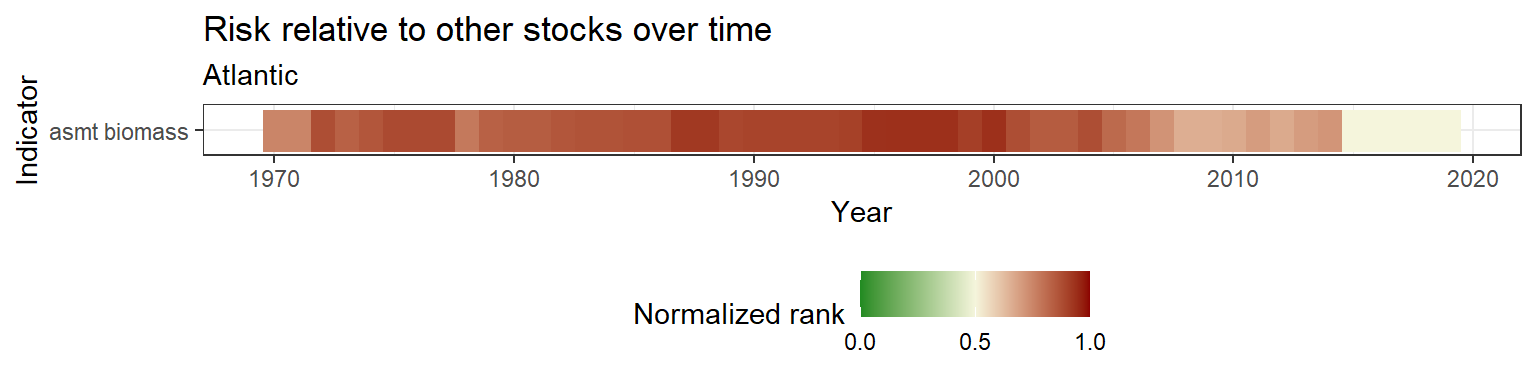 Risk relative to other stocks over time
Atlantic
Indicator
asmt biomass
1970 1980 1990 2000 2010 2020
Year
Normalized rank
0.0 0.5 1.0